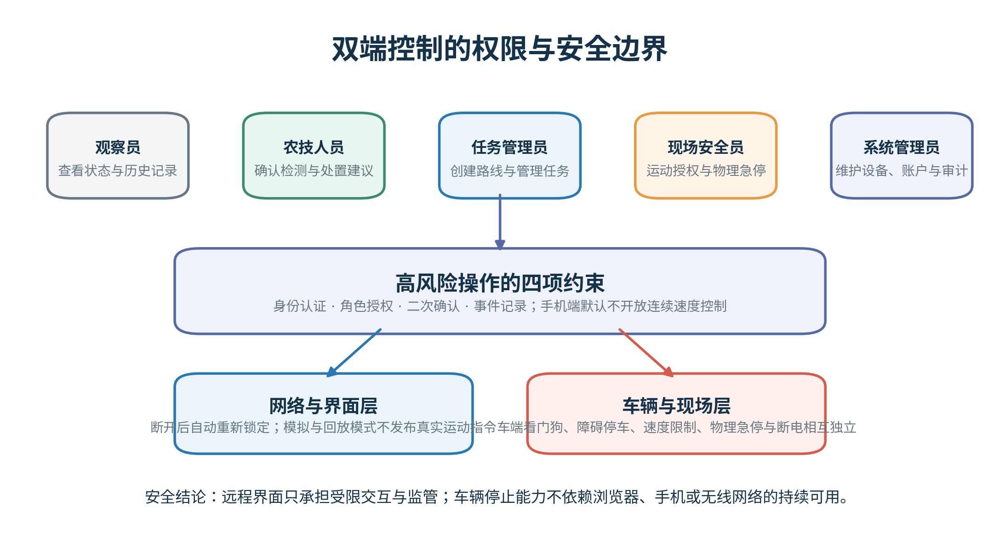 双端控制的权限与安全边界
观察员
查看状态与历史记录
农技人员
确认检测与处置建议
任务管理员
创建路线与管理任务
现场安全员
运动授权与物理急停
系统管理员
维护设备、账户与审计
高风险操作的四项约束
身份认证 · 角色授权 · 二次确认 · 事件记录；手机端默认不开放连续速度控制
网络与界面层
断开后自动重新锁定；模拟与回放模式不发布真实运动指令
车辆与现场层
车端看门狗、障碍停车、速度限制、物理急停与断电相互独立
安全结论：远程界面只承担受限交互与监管；车辆停止能力不依赖浏览器、手机或无线网络的持续可用。